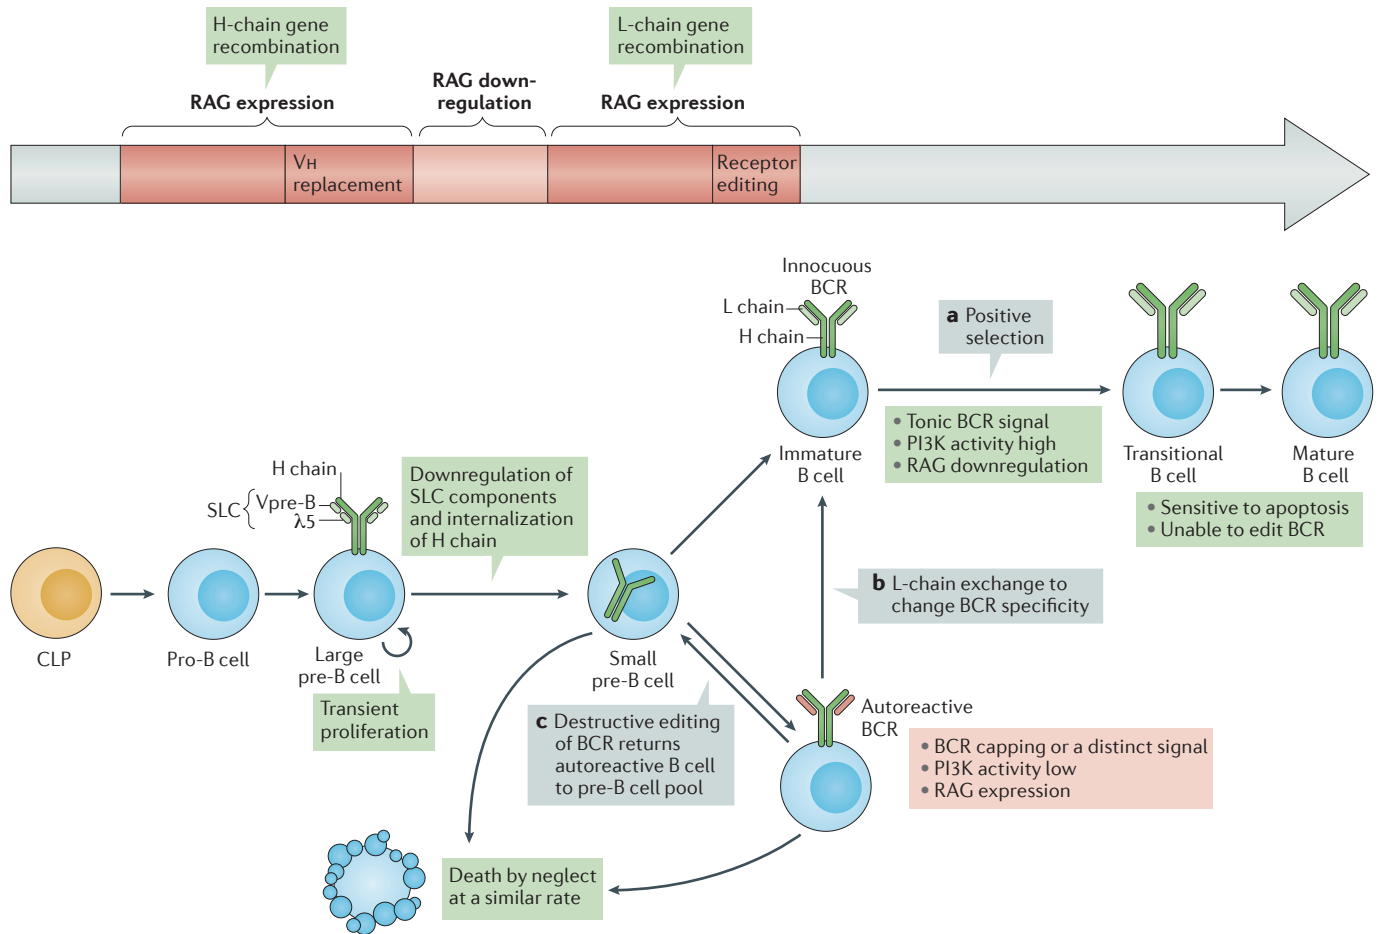 H-chain gene
recombination
L-chain gene
recombination
RAG expression
RAG down-
regulation
RAG expression
VH
replacement
Receptor
editing
Innocuous
BCR
L chain
H chain
a Positive
selection
• Tonic BCR signal
• PI3K activity high
• RAG downregulation
Immature
B cell
Transitional
B cell
Mature
B cell
• Sensitive to apoptosis
• Unable to edit BCR
H chain
SLC
Vpre-B
λ5
Downregulation of
SLC components
and internalization
of H chain
b L-chain exchange to
change BCR specificity
CLP
Pro-B cell
Large
pre-B cell
Small
pre-B cell
Transient
proliferation
c Destructive editing
of BCR returns
autoreactive B cell
to pre-B cell pool
Autoreactive
BCR
• BCR capping or a distinct signal
• PI3K activity low
• RAG expression
Death by neglect
at a similar rate